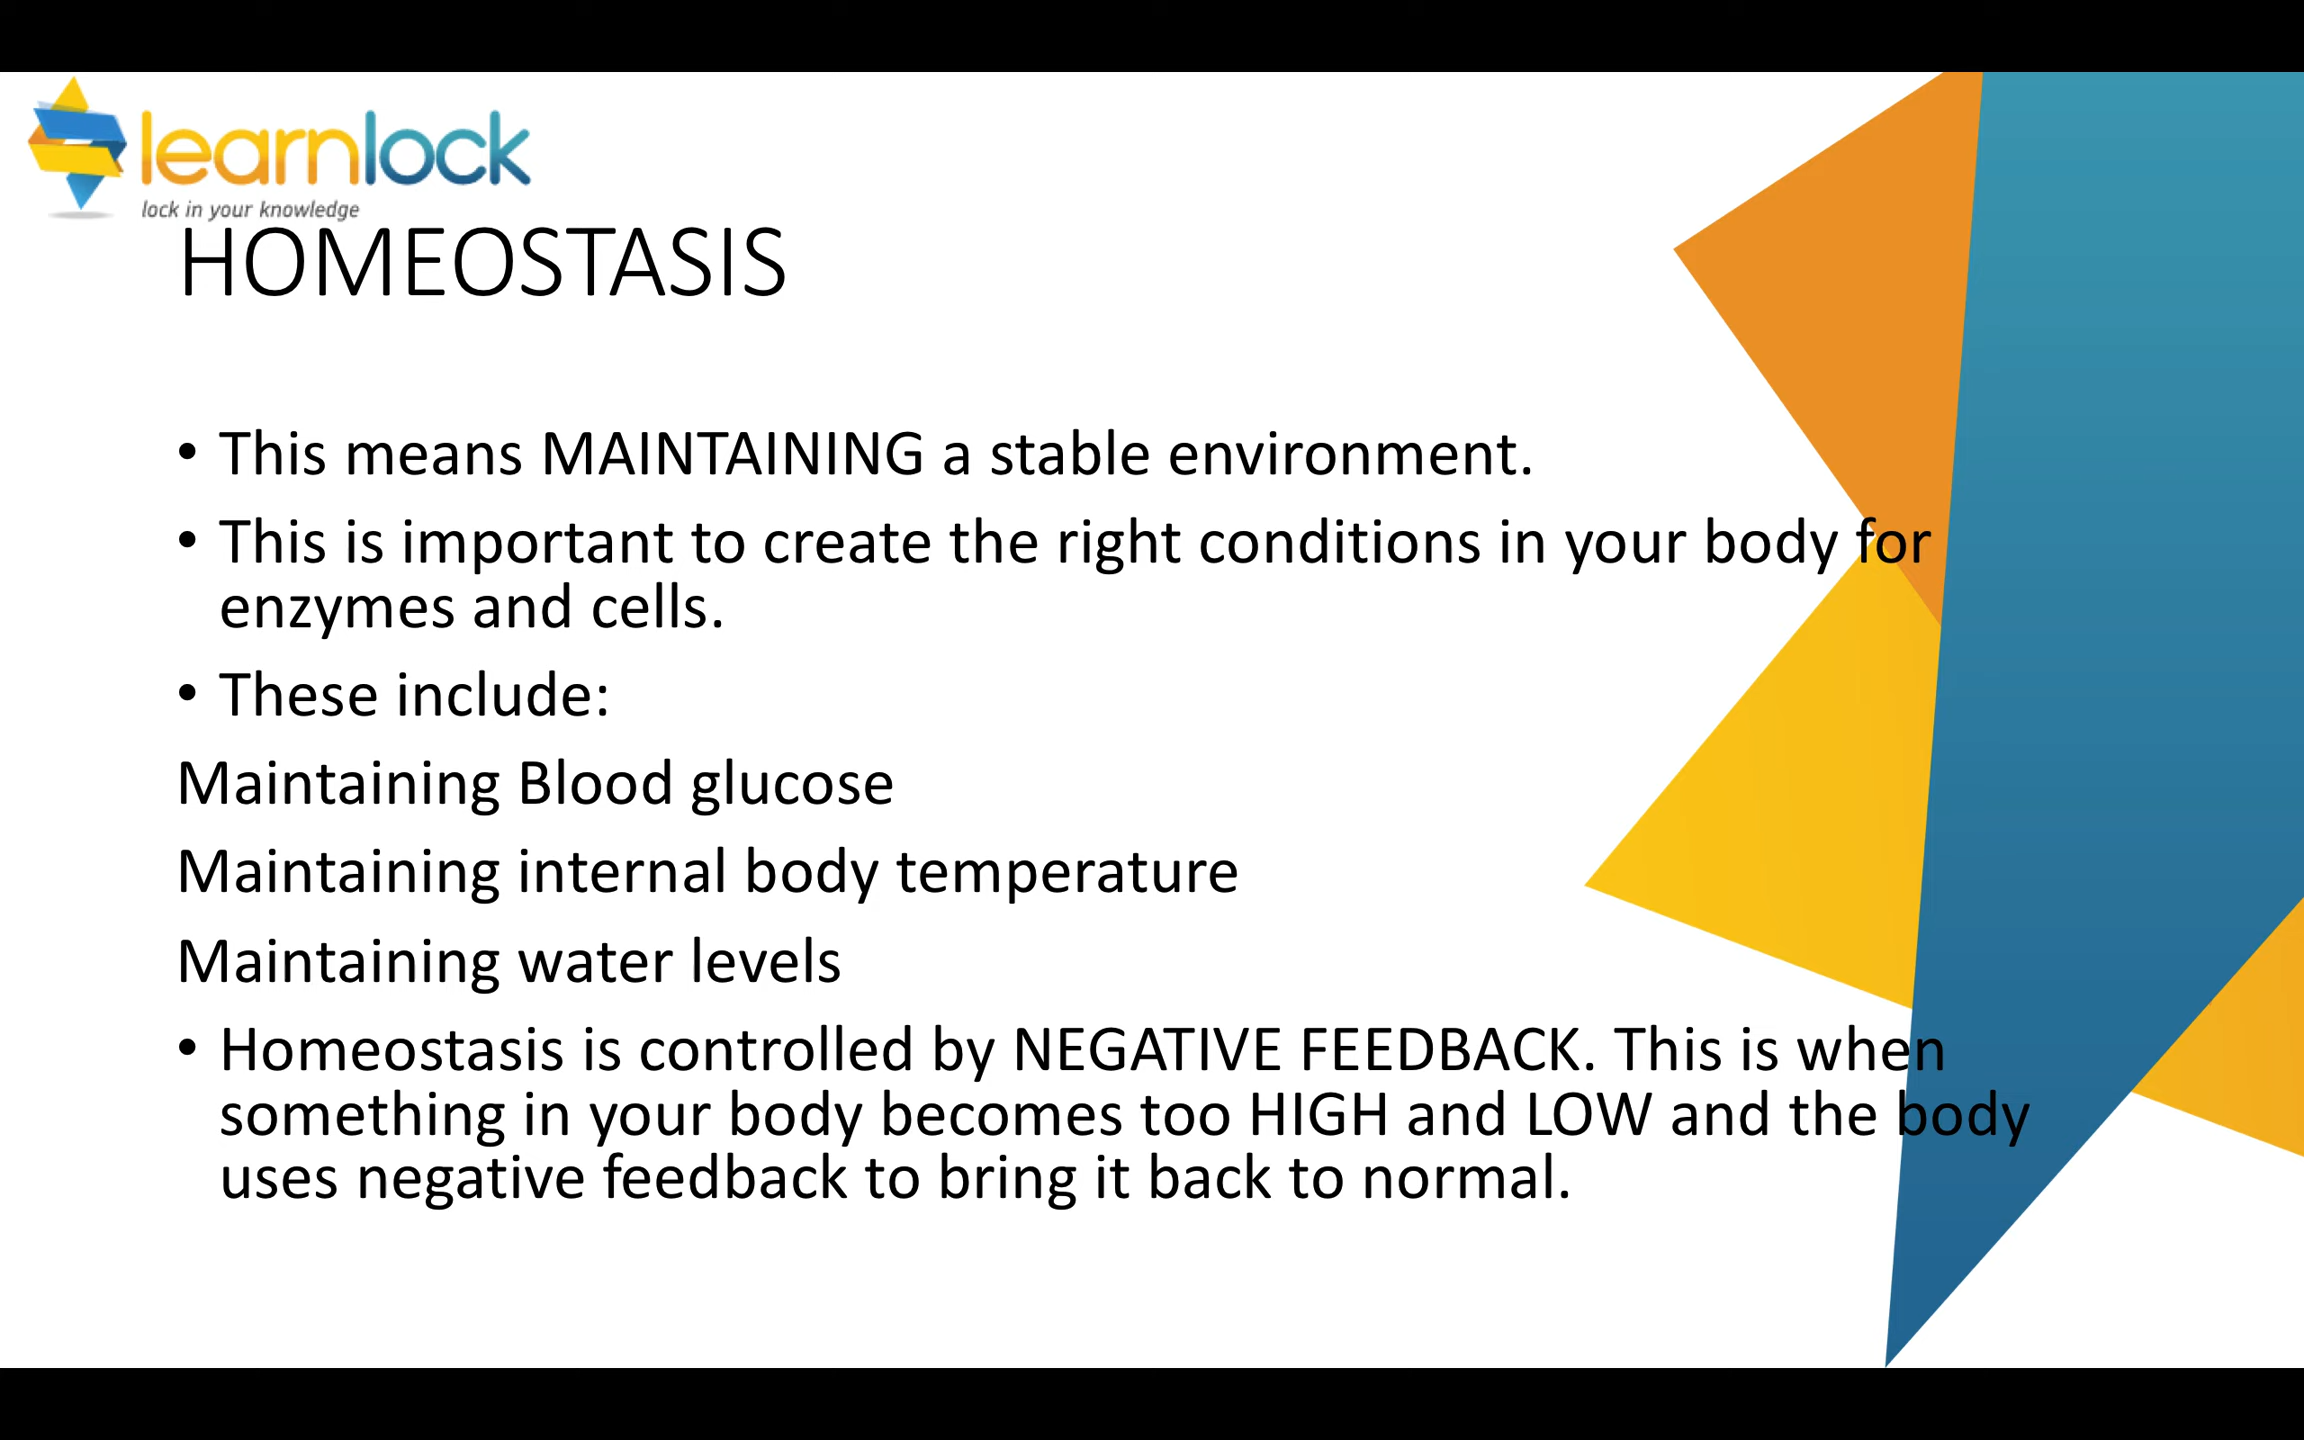 learnlock
lock in your knowledge
HOMEOSTASIS
• This means MAINTAINING a stable environment.
• This is important to create the right conditions in your body for
enzymes and cells.
• These include:
Maintaining Blood glucose
Maintaining internal body temperature
Maintaining water levels
• Homeostasis is controlled by NEGATIVE FEEDBACK. This is when
something in your body becomes too HIGH and LOW and the body
uses negative feedback to bring it back to normal.